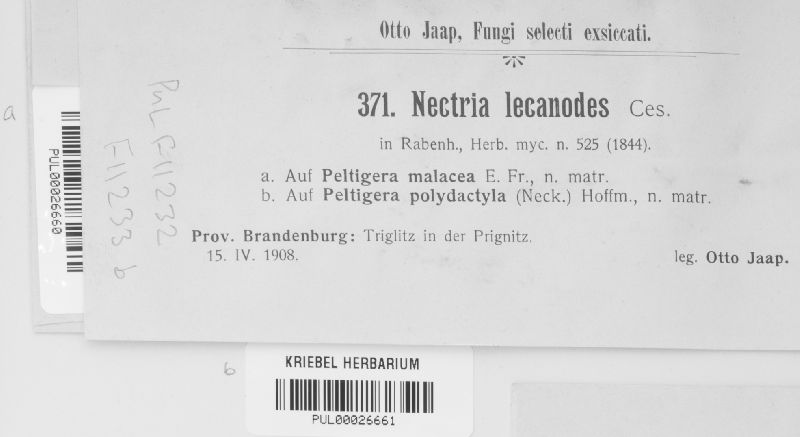 Otto Jaap, Fungi selecti exsiccati.
371. Nectria lecanodes Ces.
in Rabenh., Herb. myc. n. 525 (1844).
a. Auf Peltigera malacea E. Fr., n. matr.
b. Auf Peltigera polydactyla (Neck.) Hoffm., n. matr.
Prov. Brandenburg: Triglitz in der Prignitz.
15. IV. 1908.
leg. Otto Jaap.
a
PUL00026660
PUL F11232
F11233 b
b
KRIEBEL HERBARIUM
PUL00026661